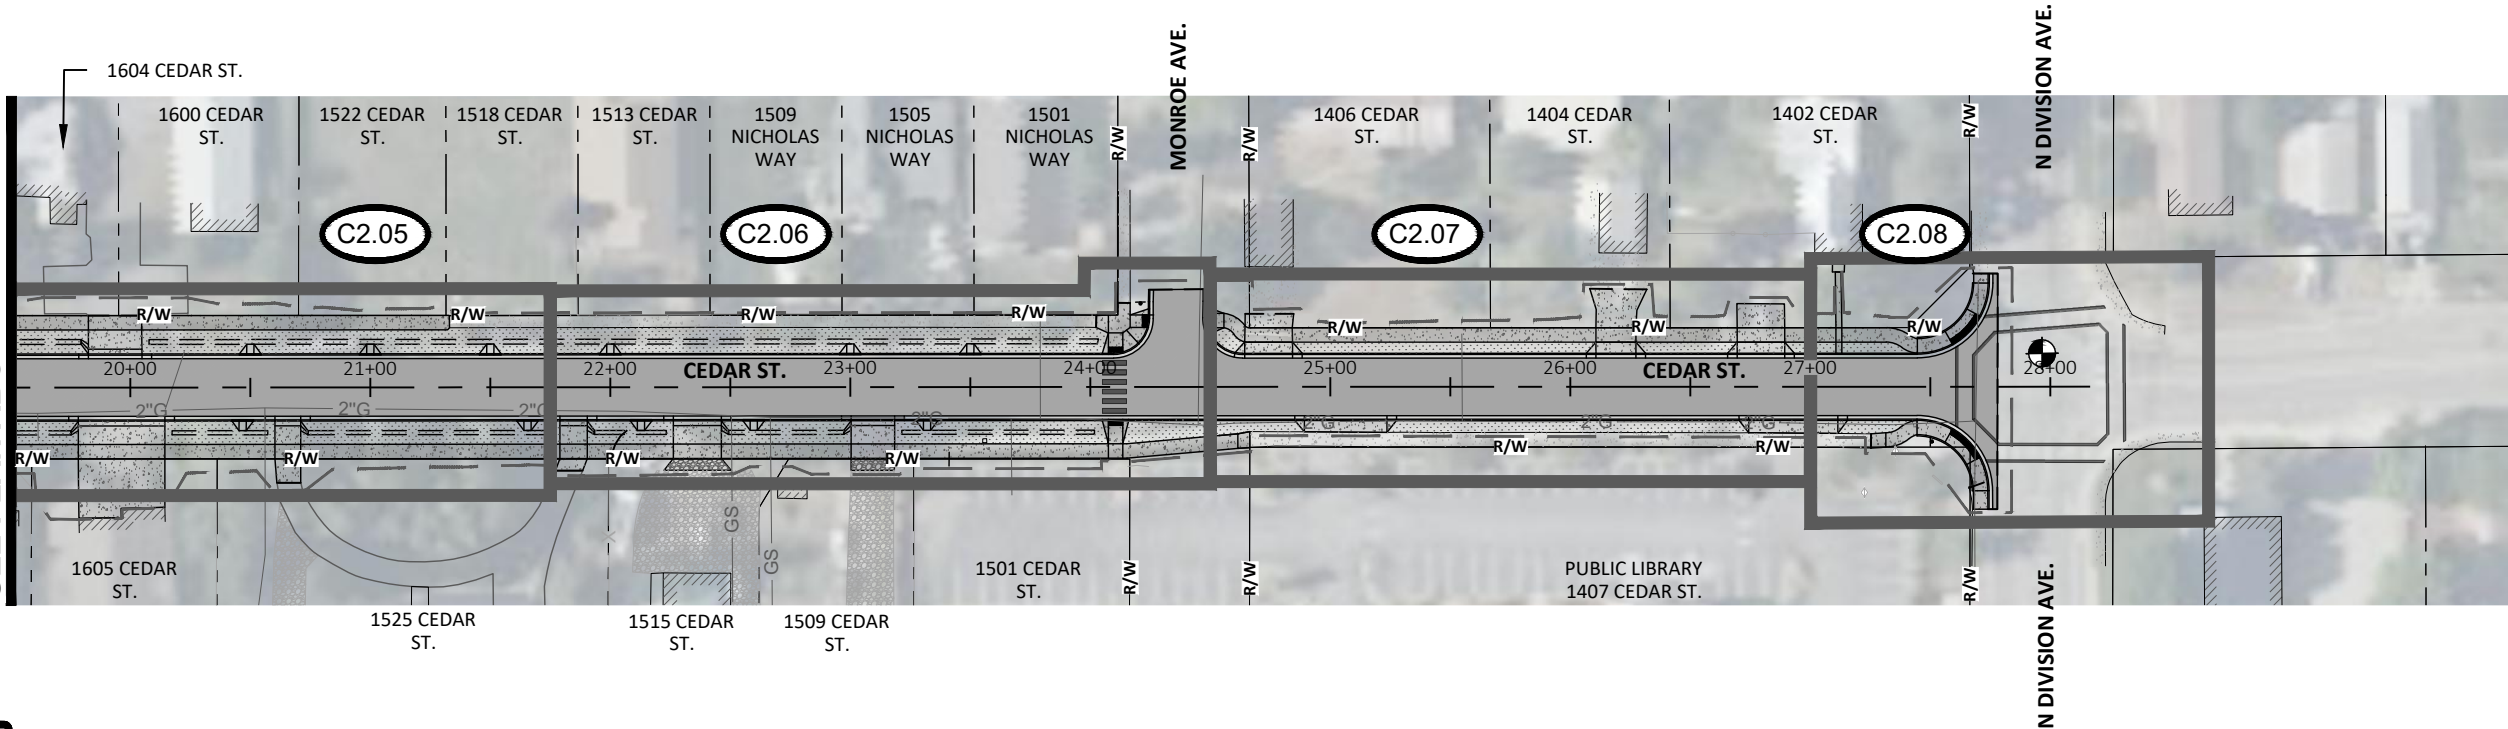 MONROE AVE.
N DIVISION AVE.
1604 CEDAR ST.
1600 CEDAR
ST.
1522 CEDAR
ST.
1518 CEDAR
ST.
1513 CEDAR
ST.
1509
NICHOLAS
WAY
1505
NICHOLAS
WAY
1501
NICHOLAS
WAY
R/W
R/W
1406 CEDAR
ST.
1404 CEDAR
ST.
1402 CEDAR
ST.
R/W
C2.05
C2.06
C2.07
C2.08
R/W
R/W
R/W
R/W
R/W
R/W
R/W
20+00
21+00
22+00
CEDAR ST.
23+00
24+00
25+00
26+00
CEDAR ST.
27+00
28+00
2"G
2"G
2"G
2"G
2"G
2"G
2"G
R/W
R/W
R/W
R/W
R/W
R/W
GS
GS
1605 CEDAR
ST.
1525 CEDAR
ST.
1515 CEDAR
ST.
1509 CEDAR
ST.
1501 CEDAR
ST.
R/W
R/W
PUBLIC LIBRARY
1407 CEDAR ST.
R/W
N DIVISION AVE.